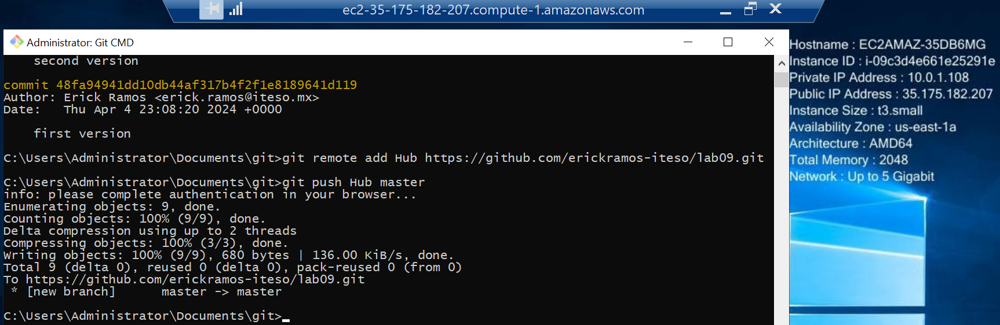 ec2-35-175-182-207.compute-1.amazonaws.com
Administrator: Git CMD
second version
commit 48fa94941dd10db44af317b4f2f1e8189641d119
Author: Erick Ramos <erick.ramos@iteso.mx>
Date:   Thu Apr 4 23:08:20 2024 +0000
first version
C:\Users\Administrator\Documents\git>git remote add Hub https://github.com/erickramos-iteso/lab09.git
C:\Users\Administrator\Documents\git>git push Hub master
info: please complete authentication in your browser...
Enumerating objects: 9, done.
Counting objects: 100% (9/9), done.
Delta compression using up to 2 threads
Compressing objects: 100% (3/3), done.
Writing objects: 100% (9/9), 680 bytes | 136.00 KiB/s, done.
Total 9 (delta 0), reused 0 (delta 0), pack-reused 0 (from 0)
To https://github.com/erickramos-iteso/lab09.git
 * [new branch]      master -> master
C:\Users\Administrator\Documents\git>
Hostname : EC2AMAZ-35DB6MG
Instance ID : i-09c3d4e661e25291e
Private IP Address : 10.0.1.108
Public IP Address : 35.175.182.207
Instance Size : t3.small
Availability Zone : us-east-1a
Architecture : AMD64
Total Memory : 2048
Network : Up to 5 Gigabit